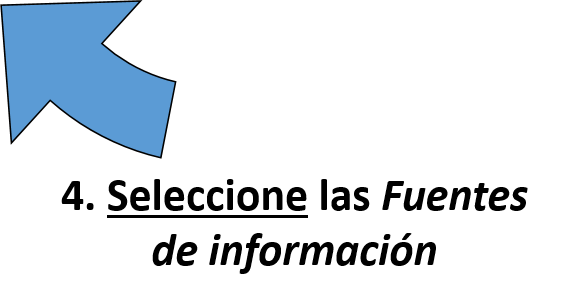 4. Seleccione las Fuentes
de información